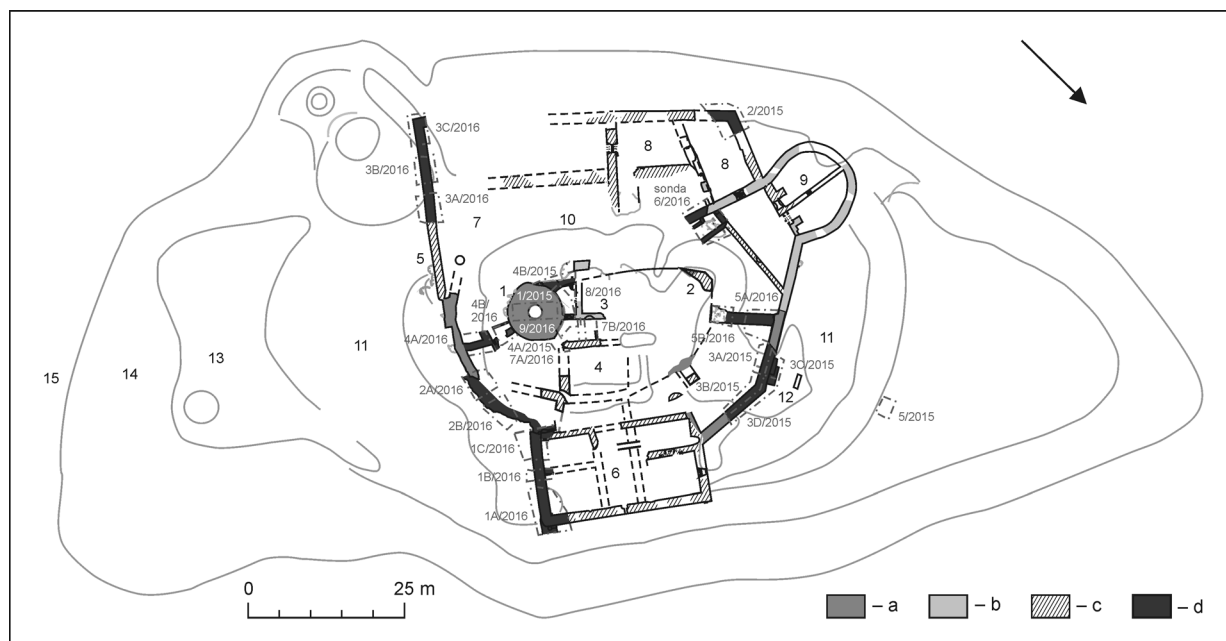 2/2015
3C/2016
8
3B/2016
8
9
sonda
6/2016
3A/2016
7
10
5
4B/2015
1
1/2015
8/2016
2
3
5A/2016
4B/
2016
9/2016
7B/2016
5B/2016
11
4A/2016
4A/2015
7A/2016
3A/2015
3C/2015
13
11
4
15
14
2A/2016
3B/2015
12
5/2015
2B/2016
3D/2015
1C/2016
1B/2016
6
1A/2016
0
25 m
– a
– b
– c
– d